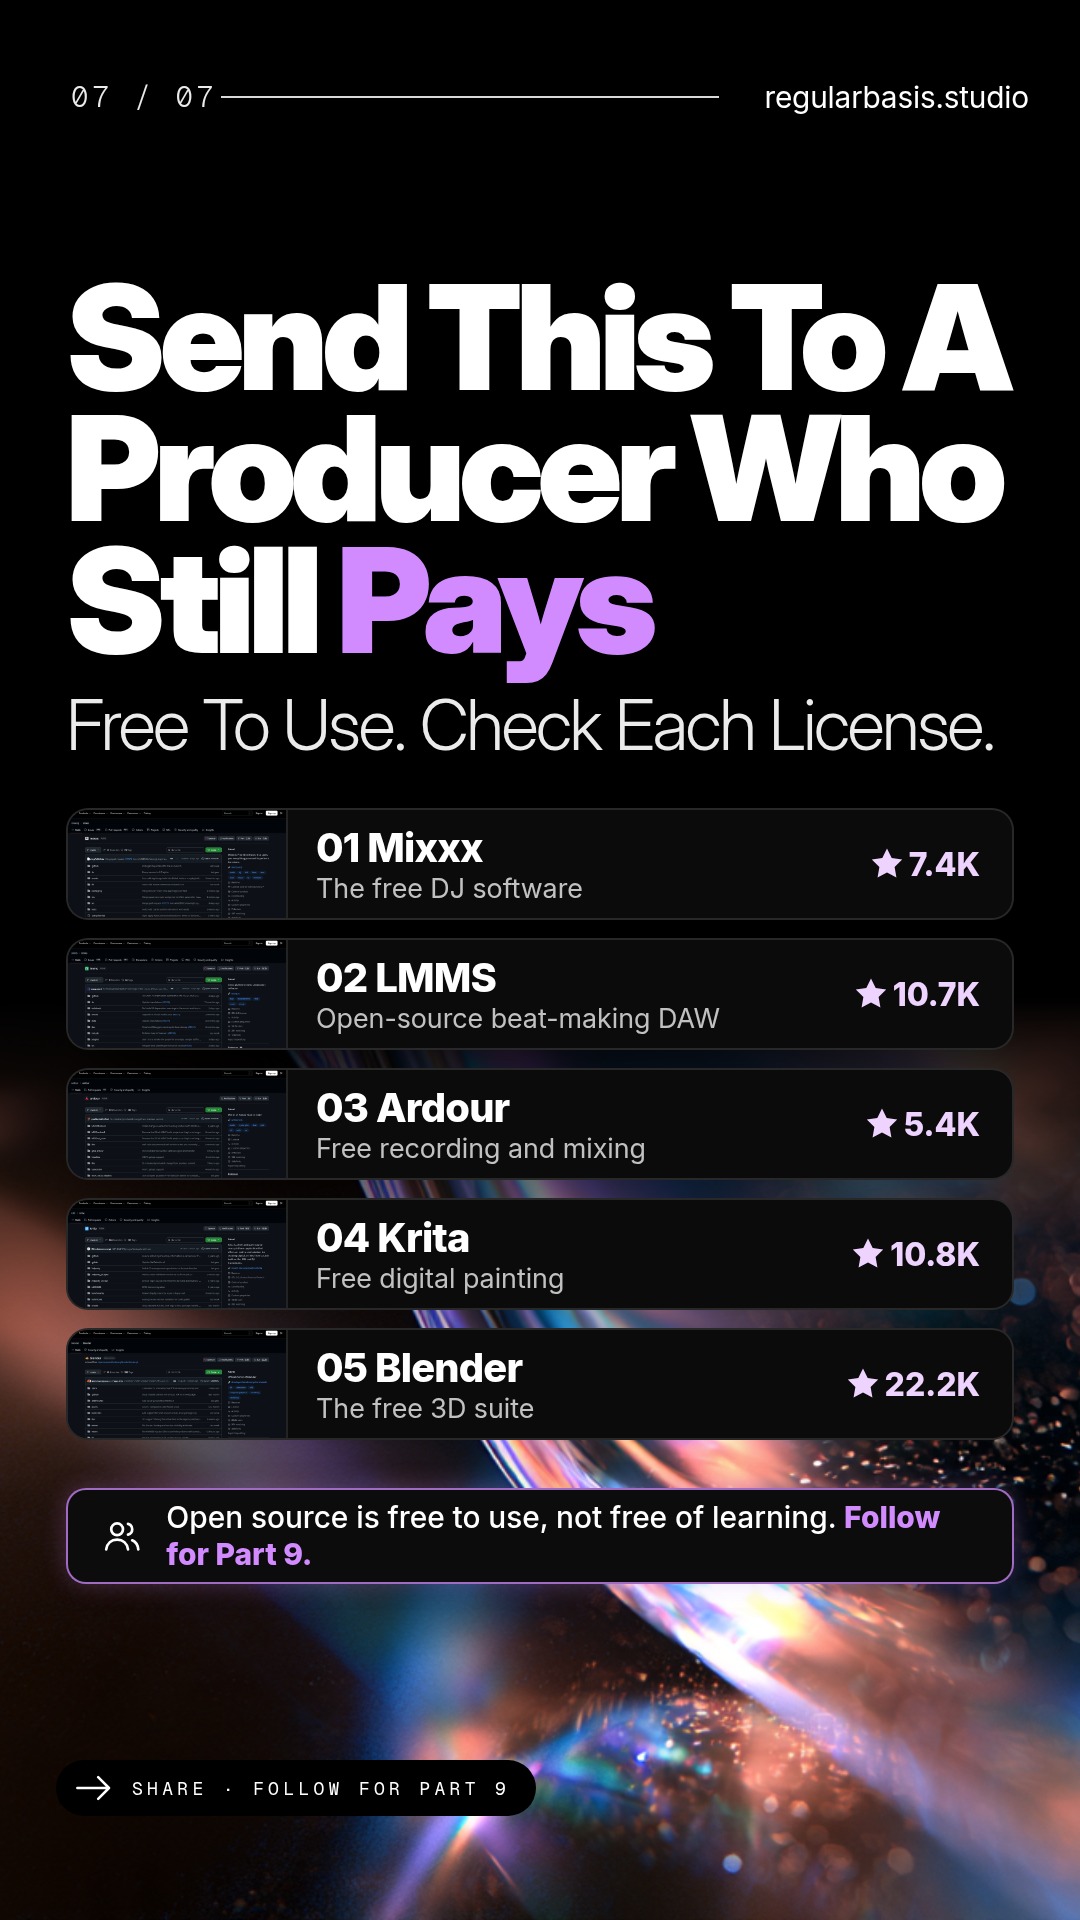 07 / 07
regularbasis.studio
Send This To A
Producer Who
Still Pays
Free To Use. Check Each License.
01 Mixxx
The free DJ software
7.4K
02 LMMS
Open-source beat-making DAW
10.7K
03 Ardour
Free recording and mixing
5.4K
04 Krita
Free digital painting
10.8K
05 Blender
The free 3D suite
22.2K
Open source is free to use, not free of learning. Follow
for Part 9.
SHARE · FOLLOW FOR PART 9